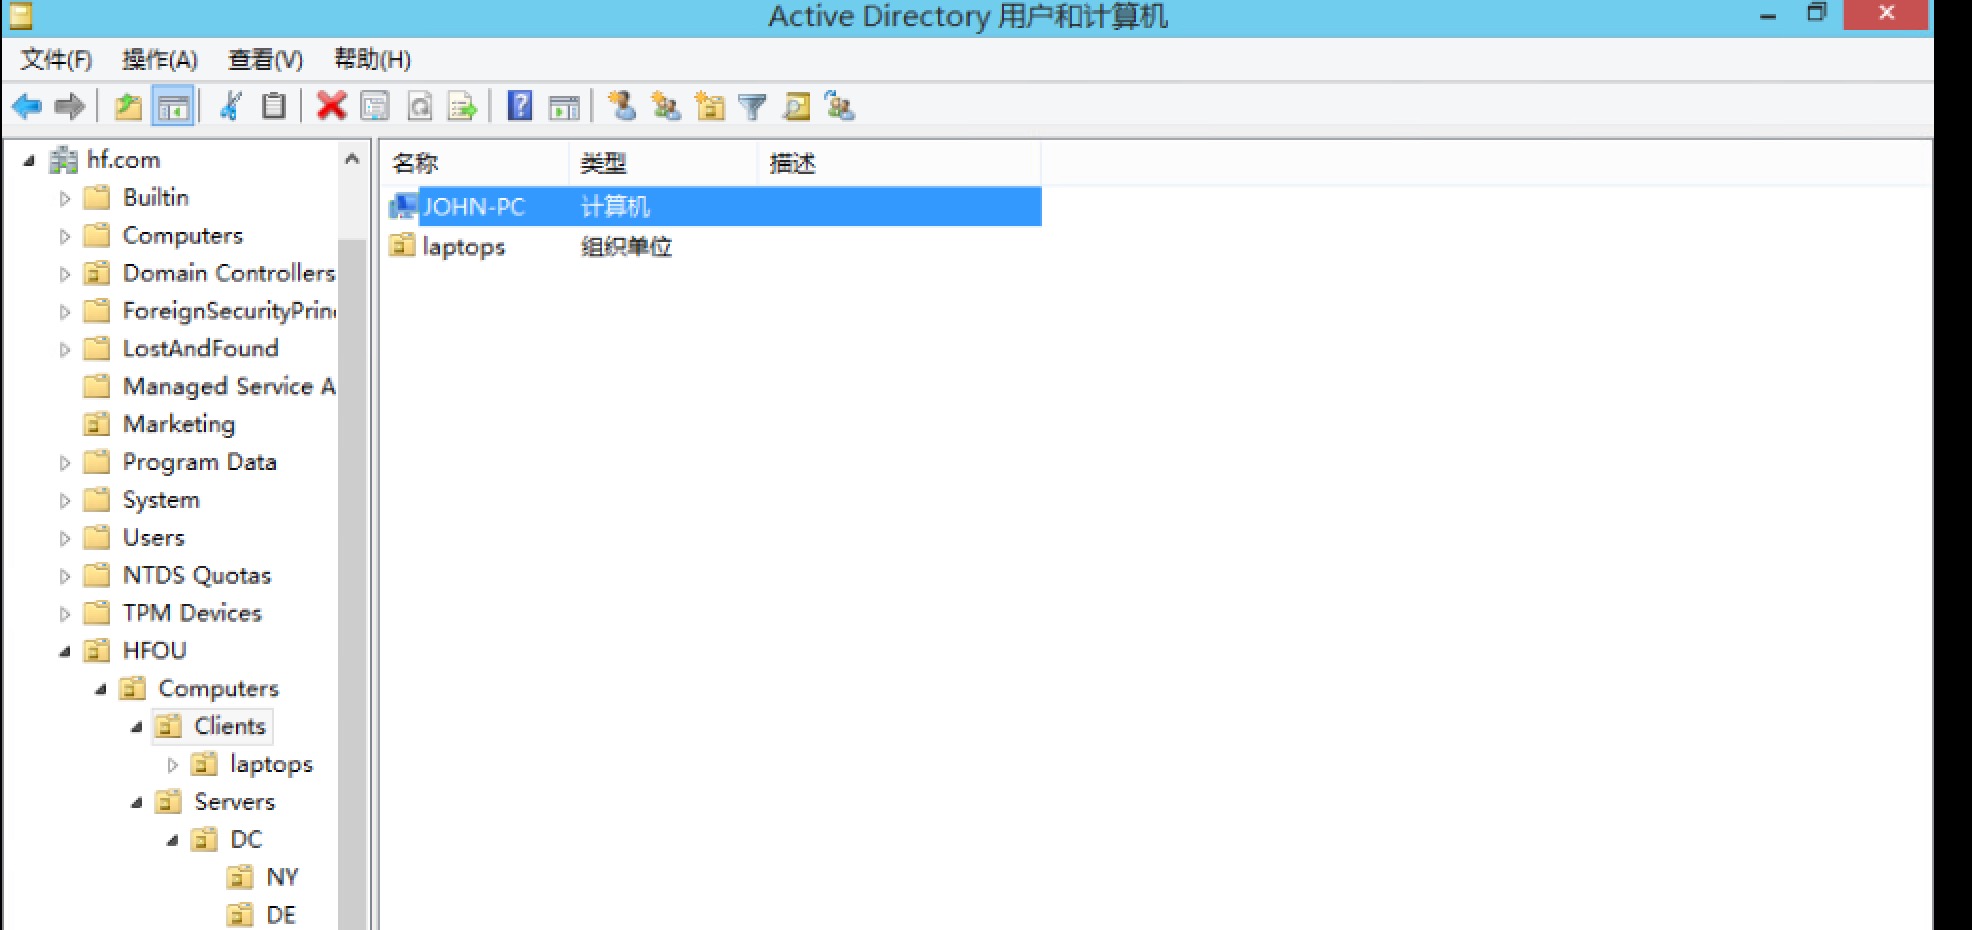 Active Directory 用户和计算机
文件(F) 操作(A) 查看(V) 帮助(H)
hf.com
Builtin
Computers
Domain Controllers
ForeignSecurityPrin
LostAndFound
Managed Service A
Marketing
Program Data
System
Users
NTDS Quotas
TPM Devices
HFOU
Computers
Clients
laptops
Servers
DC
NY
DE
名称 类型 描述
JOHN-PC 计算机
laptops 组织单位